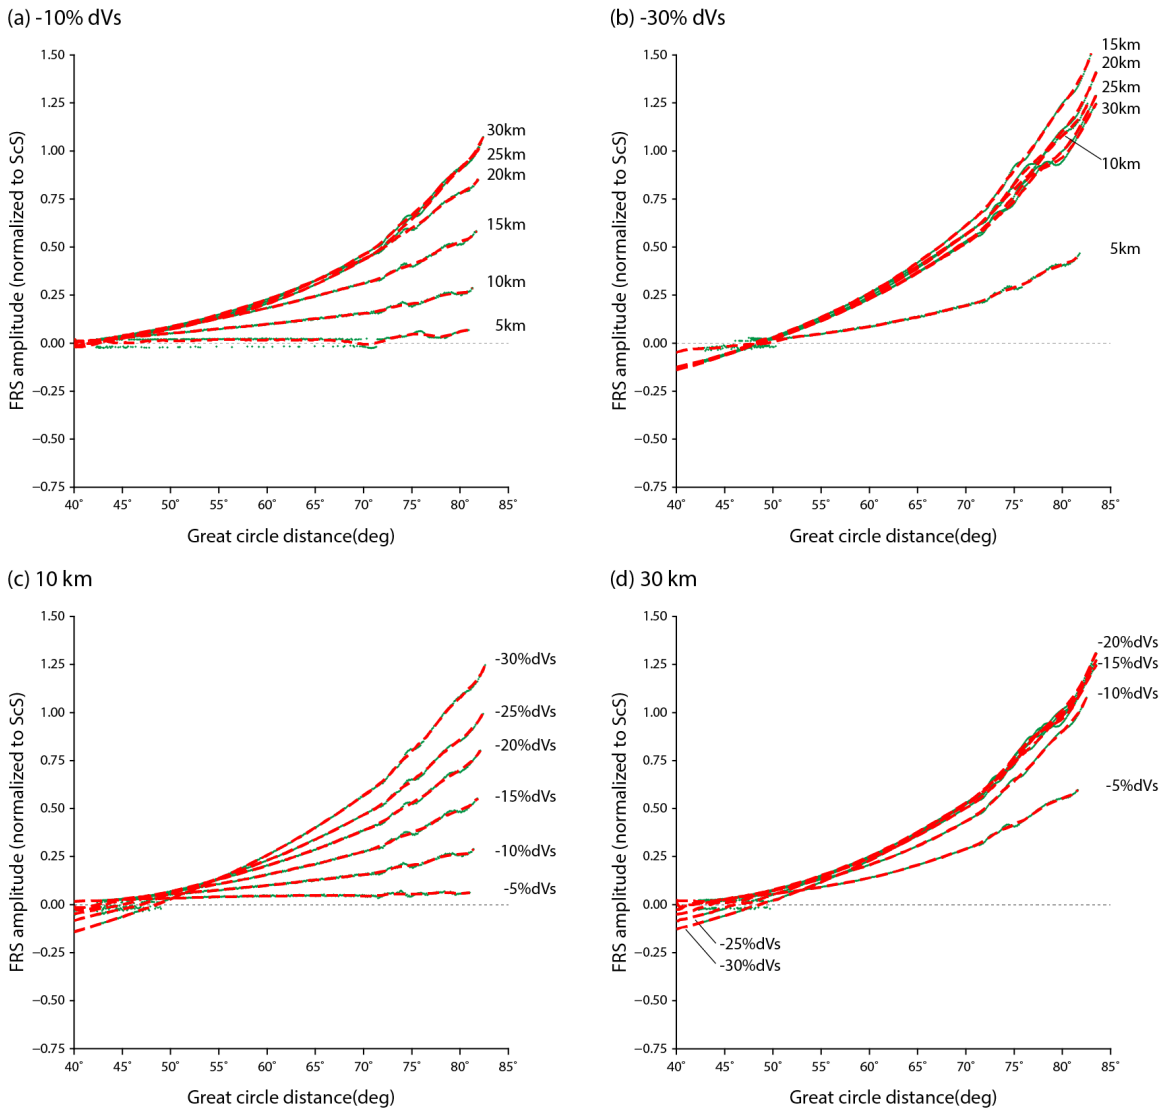 (a) -10% dVs
FRS amplitude (normalized to ScS)
1.50
1.25
1.00
0.75
0.50
0.25
0.00
−0.25
−0.50
−0.75
30km
25km
20km
15km
10km
5km
40˚ 45˚ 50˚ 55˚ 60˚ 65˚ 70˚ 75˚ 80˚ 85˚
Great circle distance(deg)
(b) -30% dVs
FRS amplitude (normalized to ScS)
1.50
1.25
1.00
0.75
0.50
0.25
0.00
−0.25
−0.50
−0.75
15km
20km
25km
30km
10km
5km
40˚ 45˚ 50˚ 55˚ 60˚ 65˚ 70˚ 75˚ 80˚ 85˚
Great circle distance(deg)
(c) 10 km
FRS amplitude (normalized to ScS)
1.50
1.25
1.00
0.75
0.50
0.25
0.00
−0.25
−0.50
−0.75
-30%dVs
-25%dVs
-20%dVs
-15%dVs
-10%dVs
-5%dVs
40˚ 45˚ 50˚ 55˚ 60˚ 65˚ 70˚ 75˚ 80˚ 85˚
Great circle distance(deg)
(d) 30 km
FRS amplitude (normalized to ScS)
1.50
1.25
1.00
0.75
0.50
0.25
0.00
−0.25
−0.50
−0.75
-20%dVs
-15%dVs
-10%dVs
-5%dVs
-25%dVs
-30%dVs
40˚ 45˚ 50˚ 55˚ 60˚ 65˚ 70˚ 75˚ 80˚ 85˚
Great circle distance(deg)